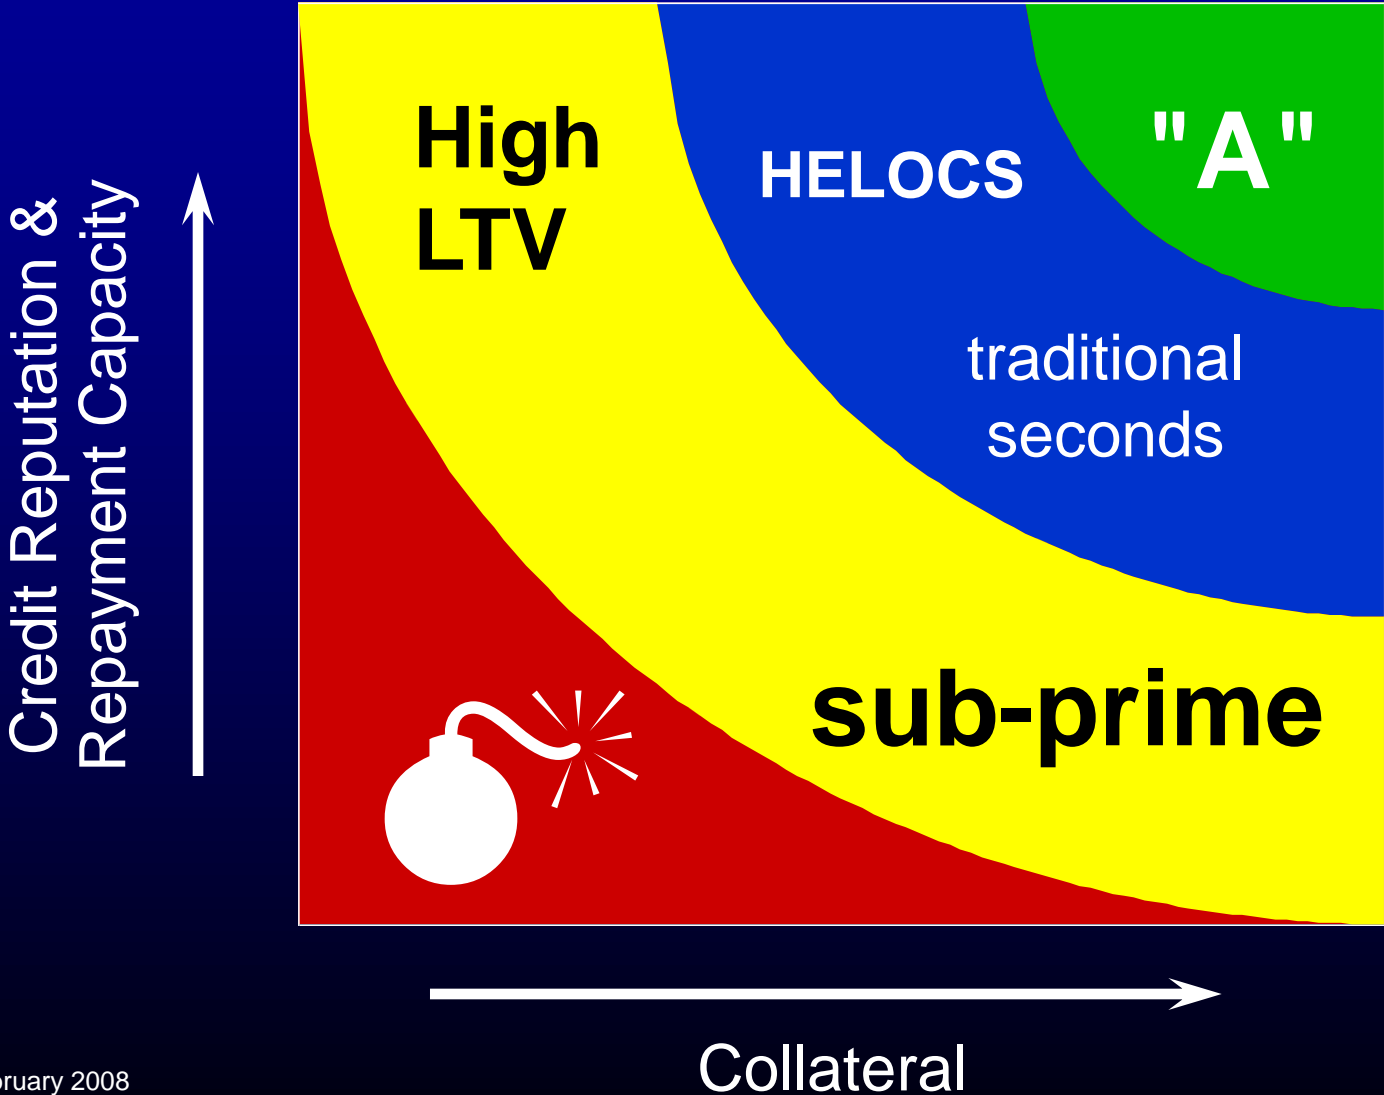 High
LTV
HELOCS
"A"
traditional
seconds
sub-prime
Credit Reputation &
Repayment Capacity
Collateral
ruary 2008